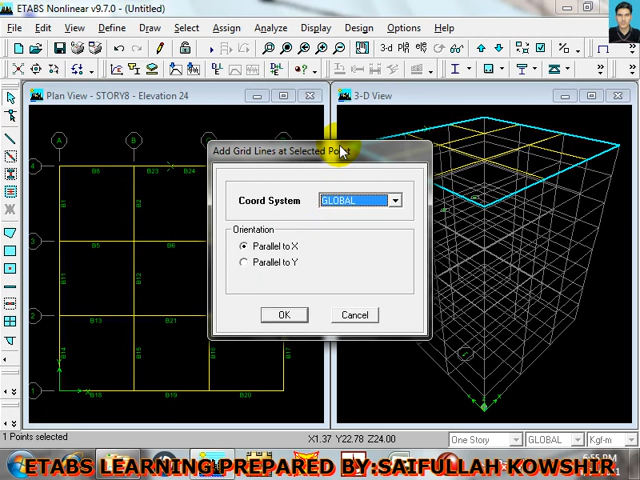 ETABS Nonlinear v9.7.0 - (Untitled)
File Edit View Define Draw Select Assign Analyze Display Design Options Help
3-d
Plan View - STORY8 - Elevation 24
3-D View
Add Grid Lines at Selected Point
Coord System GLOBAL
Orientation
Parallel to X
Parallel to Y
OK Cancel
A B
4 B8 B23 B24
B1
3 B5 B6
B11 B12
2 B13 B21
B14
1 B18 B19 B20
1 Points selected
X1.37 Y22.78 Z24.00
One Story GLOBAL Kgf-m
ETABS LEARNING PREPARED BY:SAIFULLAH KOWSHIR